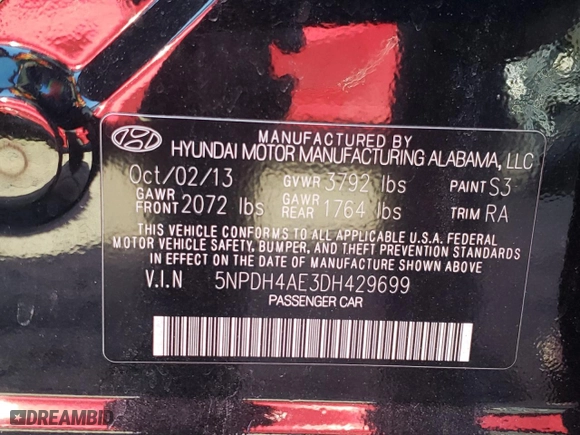 MANUFACTURED BY
HYUNDAI MOTOR MANUFACTURING ALABAMA, LLC
Oct/02/13 GVWR 3792 lbs PAINT S3
GAWR FRONT 2072 lbs GAWR REAR 1764 lbs TRIM RA
THIS VEHICLE CONFORMS TO ALL APPLICABLE U.S.A. FEDERAL
MOTOR VEHICLE SAFETY, BUMPER, AND THEFT PREVENTION STANDARDS
IN EFFECT ON THE DATE OF MANUFACTURE SHOWN ABOVE
V.I.N 5NPDH4AE3DH429699
PASSENGER CAR
DREAMBID